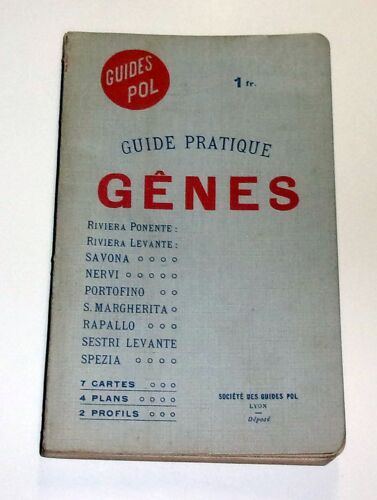 GUIDES
POL
1 fr.
GUIDE PRATIQUE
GÊNES
RIVIERA PONENTE:
RIVIERA LEVANTE:
SAVONA
NERVI
PORTOFINO
S. MARGHERITA
RAPALLO
SESTRI LEVANTE
SPEZIA
7 CARTES
4 PLANS
2 PROFILS
SOCIÉTÉ DES GUIDES POL
LYON
Déposé